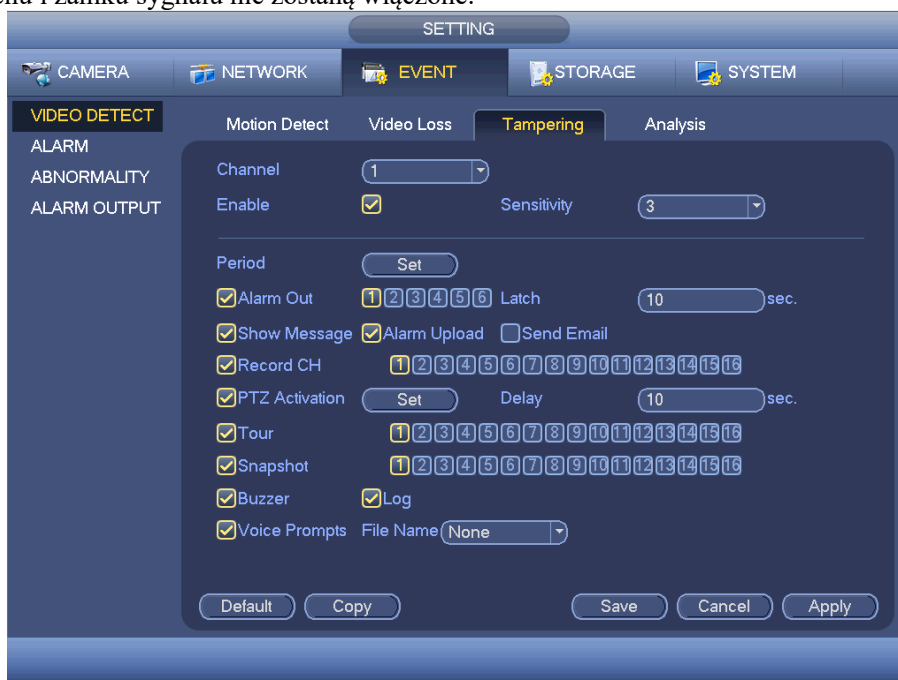 i zaniku sygnału nie zostaną włączone.
SETTING
CAMERA NETWORK EVENT STORAGE SYSTEM
VIDEO DETECT
ALARM
ABNORMALITY
ALARM OUTPUT
Motion Detect Video Loss Tampering Analysis
Channel 1
Enable Sensitivity 3
Period Set
Alarm Out 1 2 3 4 5 6 Latch 10 sec.
Show Message Alarm Upload Send Email
Record CH 1 2 3 4 5 6 7 8 9 10 11 12 13 14 15 16
PTZ Activation Set Delay 10 sec.
Tour 1 2 3 4 5 6 7 8 9 10 11 12 13 14 15 16
Snapshot 1 2 3 4 5 6 7 8 9 10 11 12 13 14 15 16
Buzzer Log
Voice Prompts File Name None
Default Copy Save Cancel Apply